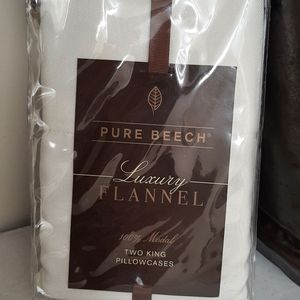 PURE BEECH®
Luxury
FLANNEL
100% Modal
TWO KING
PILLOWCASES